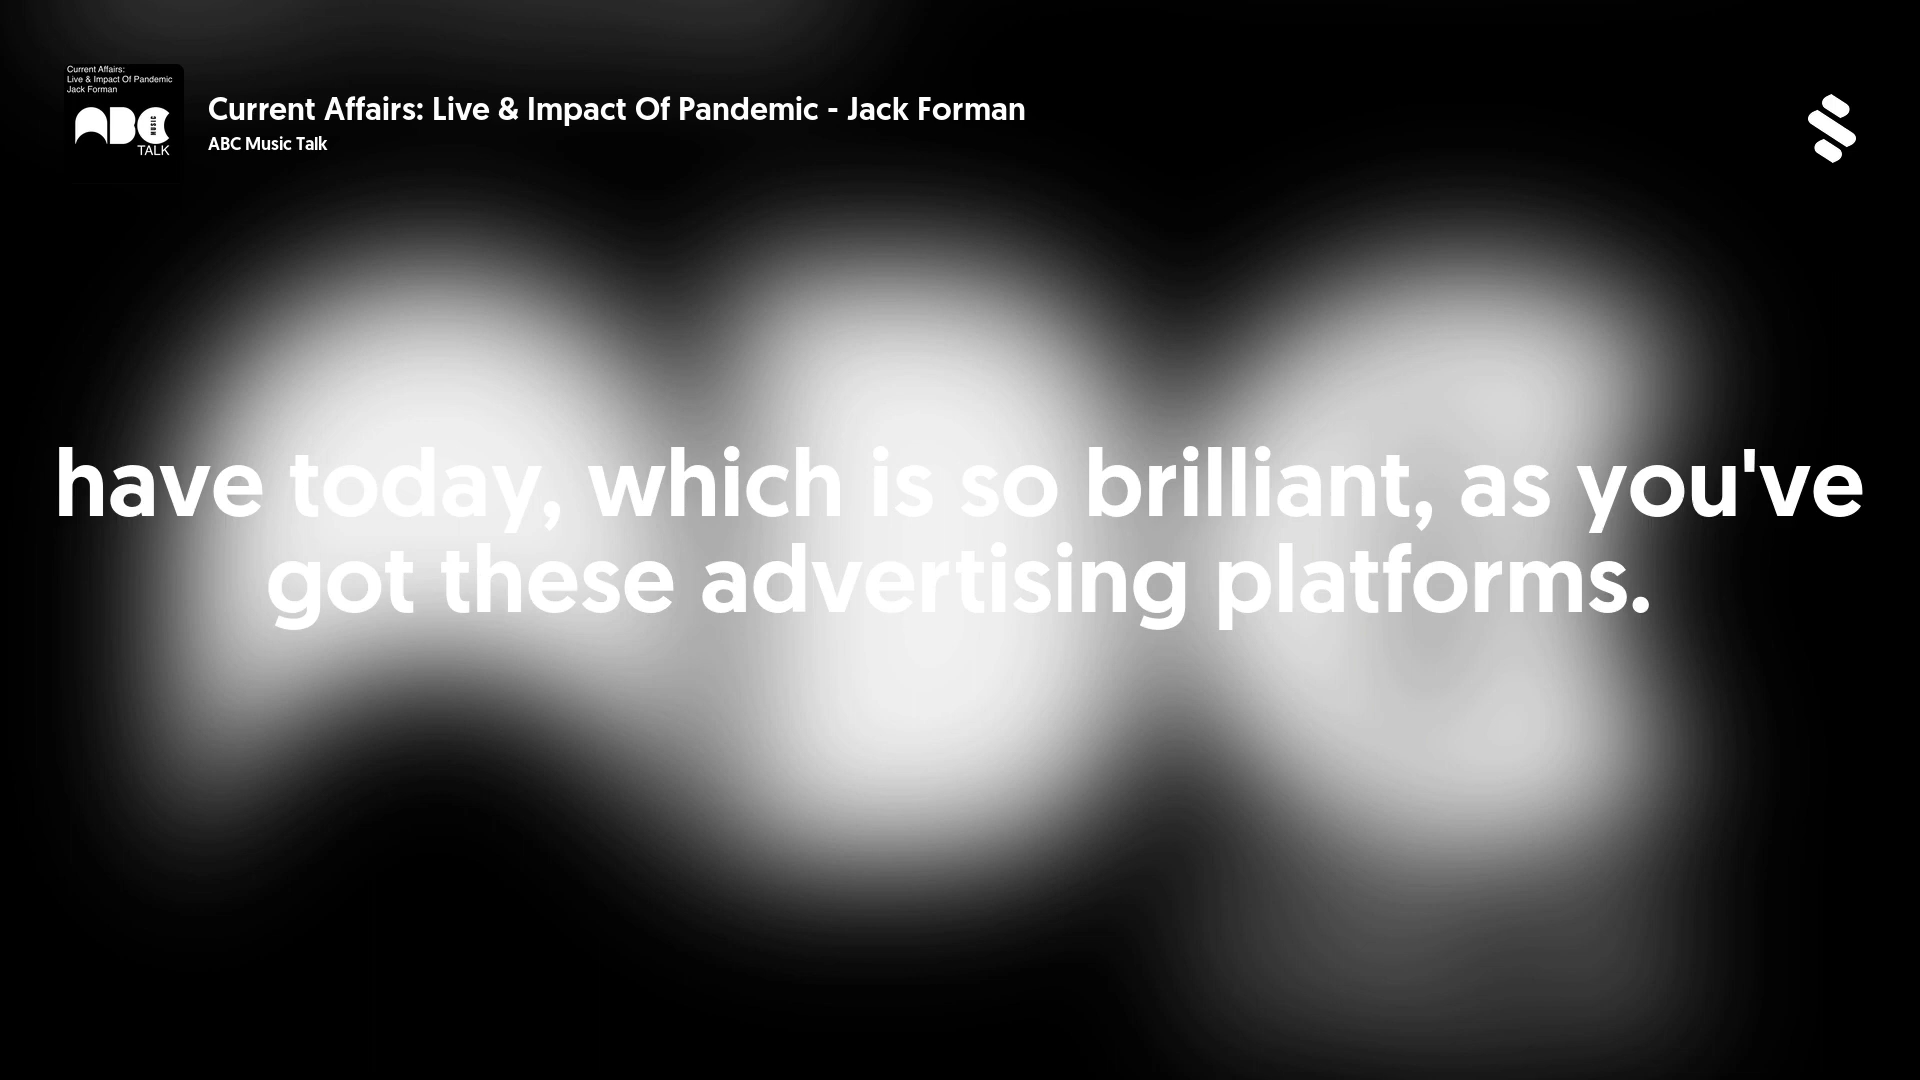 Current Affairs:
Live & Impact Of Pandemic
Jack Forman
ABC
MUSIC
TALK
Current Affairs: Live & Impact Of Pandemic - Jack Forman
ABC Music Talk
have today, which is so brilliant, as you've
got these advertising platforms.